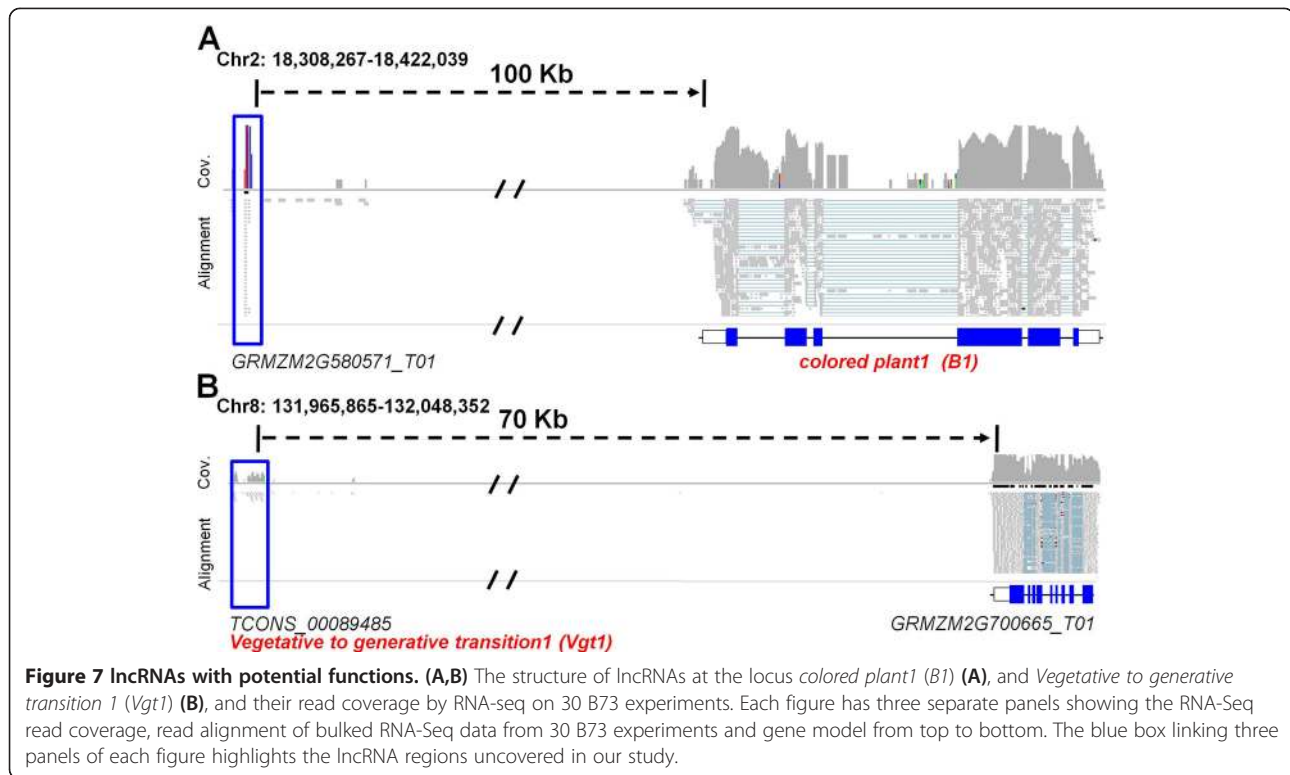 A
Chr2: 18,308,267-18,422,039
100 Kb
Cov.
Alignment
GRMZM2G580571_T01
colored plant1 (B1)
B
Chr8: 131,965,865-132,048,352
70 Kb
Cov.
Alignment
TCONS_00089485
GRMZM2G700665_T01
Vegetative to generative transition1 (Vgt1)
Figure 7 lncRNAs with potential functions. (A,B) The structure of lncRNAs at the locus colored plant1 (B1) (A), and Vegetative to generative
transition 1 (Vgt1) (B), and their read coverage by RNA-seq on 30 B73 experiments. Each figure has three separate panels showing the RNA-Seq
read coverage, read alignment of bulked RNA-Seq data from 30 B73 experiments and gene model from top to bottom. The blue box linking three
panels of each figure highlights the lncRNA regions uncovered in our study.